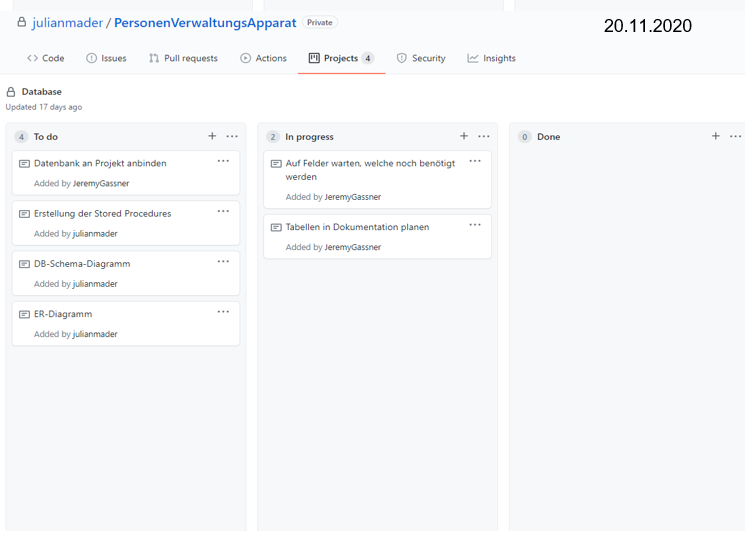 julianmader / PersonenVerwaltungsApparat Private
20.11.2020
Code Issues Pull requests Actions Projects 4 Security Insights
Database
Updated 17 days ago
4 To do
Datenbank an Projekt anbinden
Added by JeremyGassner
Erstellung der Stored Procedures
Added by julianmader
DB-Schema-Diagramm
Added by julianmader
ER-Diagramm
Added by julianmader
2 In progress
Auf Felder warten, welche noch benötigt
werden
Added by JeremyGassner
Tabellen in Dokumentation planen
Added by JeremyGassner
0 Done